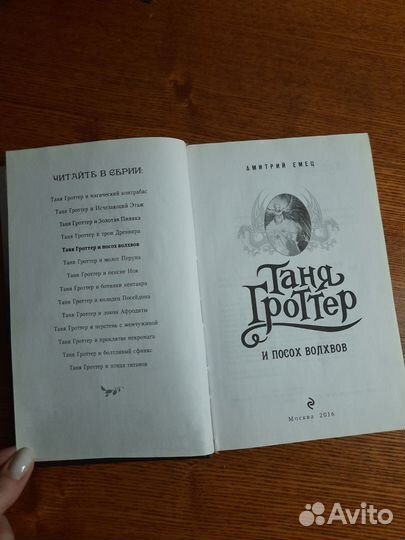 ЧИТАЙТЕ В СЕРИИ:
Таня Гроттер и магический контрабас
Таня Гроттер и Исчезающий Этаж
Таня Гроттер и Золотая Пиявка
Таня Гроттер и трон Древнира
Таня Гроттер и посох волхвов
Таня Гроттер и молот Перуна
Таня Гроттер и пенсне Ноя
Таня Гроттер и ботинки кентавра
Таня Гроттер и колодец Посейдона
Таня Гроттер и локон Афродиты
Таня Гроттер и перстень с жемчужиной
Таня Гроттер и проклятие некромага
Таня Гроттер и болтливый сфинкс
Таня Гроттер и птица титанов
ДМИТРИЙ ЕМЕЦ
Таня
Гроттер
И ПОСОХ ВОЛХВОВ
Москва 2016
Avito